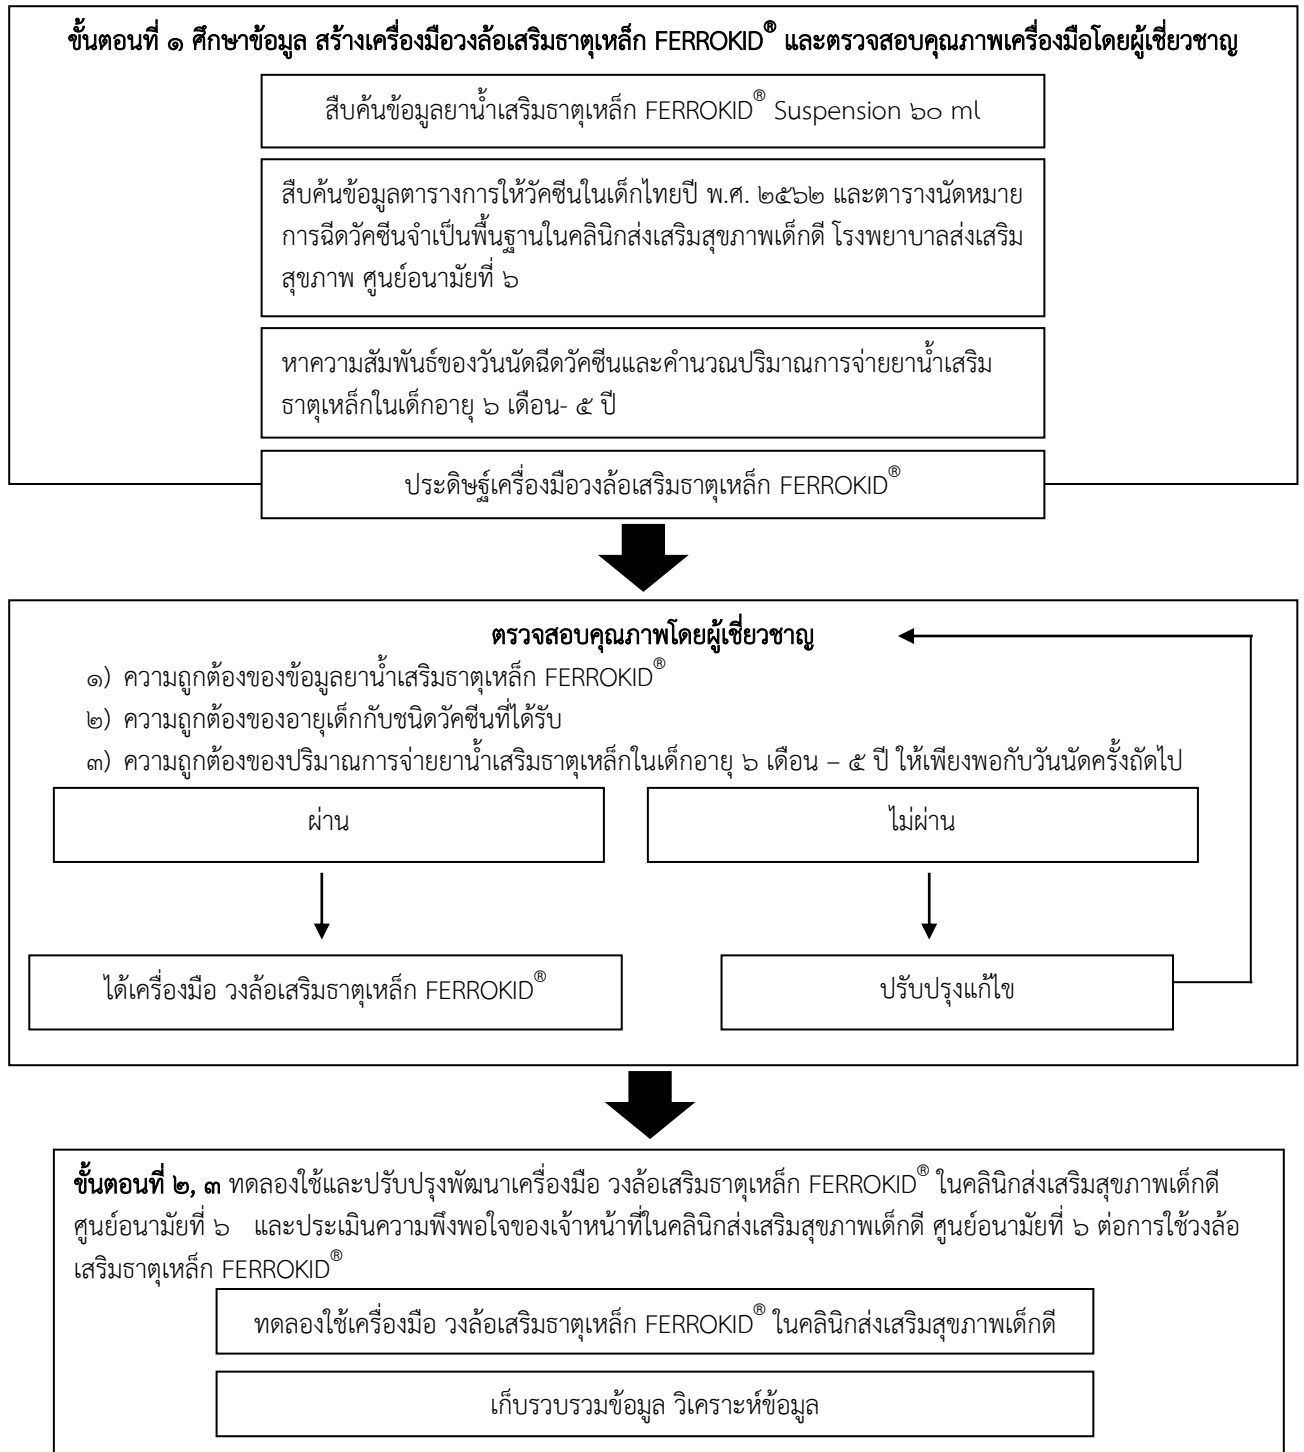 ขั้นตอนที่ ๑ ศึกษาข้อมูล สร้างเครื่องมือวงล้อเสริมธาตุเหล็ก FERROKID® และตรวจสอบคุณภาพเครื่องมือโดยผู้เชี่ยวชาญ
สืบค้นข้อมูลยาน้ำเสริมธาตุเหล็ก FERROKID® Suspension ๖๐ ml
สืบค้นข้อมูลตารางการให้วัคซีนในเด็กไทยปี พ.ศ. ๒๕๖๒ และตารางนัดหมาย
การฉีดวัคซีนจำเป็นพื้นฐานในคลินิกส่งเสริมสุขภาพเด็กดี โรงพยาบาลส่งเสริม
สุขภาพ ศูนย์อนามัยที่ ๖
หาความสัมพันธ์ของวันนัดฉีดวัคซีนและคำนวณปริมาณการจ่ายยาน้ำเสริม
ธาตุเหล็กในเด็กอายุ ๖ เดือน- ๕ ปี
ประดิษฐ์เครื่องมือวงล้อเสริมธาตุเหล็ก FERROKID®
ตรวจสอบคุณภาพโดยผู้เชี่ยวชาญ
๑) ความถูกต้องของข้อมูลยาน้ำเสริมธาตุเหล็ก FERROKID®
๒) ความถูกต้องของอายุเด็กกับชนิดวัคซีนที่ได้รับ
๓) ความถูกต้องของปริมาณการจ่ายยาน้ำเสริมธาตุเหล็กในเด็กอายุ ๖ เดือน – ๕ ปี ให้เพียงพอกับวันนัดครั้งถัดไป
ผ่าน
ไม่ผ่าน
ได้เครื่องมือ วงล้อเสริมธาตุเหล็ก FERROKID®
ปรับปรุงแก้ไข
ขั้นตอนที่ ๒, ๓ ทดลองใช้และปรับปรุงพัฒนาเครื่องมือ วงล้อเสริมธาตุเหล็ก FERROKID® ในคลินิกส่งเสริมสุขภาพเด็กดี
ศูนย์อนามัยที่ ๖ และประเมินความพึงพอใจของเจ้าหน้าที่ในคลินิกส่งเสริมสุขภาพเด็กดี ศูนย์อนามัยที่ ๖ ต่อการใช้วงล้อ
เสริมธาตุเหล็ก FERROKID®
ทดลองใช้เครื่องมือ วงล้อเสริมธาตุเหล็ก FERROKID® ในคลินิกส่งเสริมสุขภาพเด็กดี
เก็บรวบรวมข้อมูล วิเคราะห์ข้อมูล